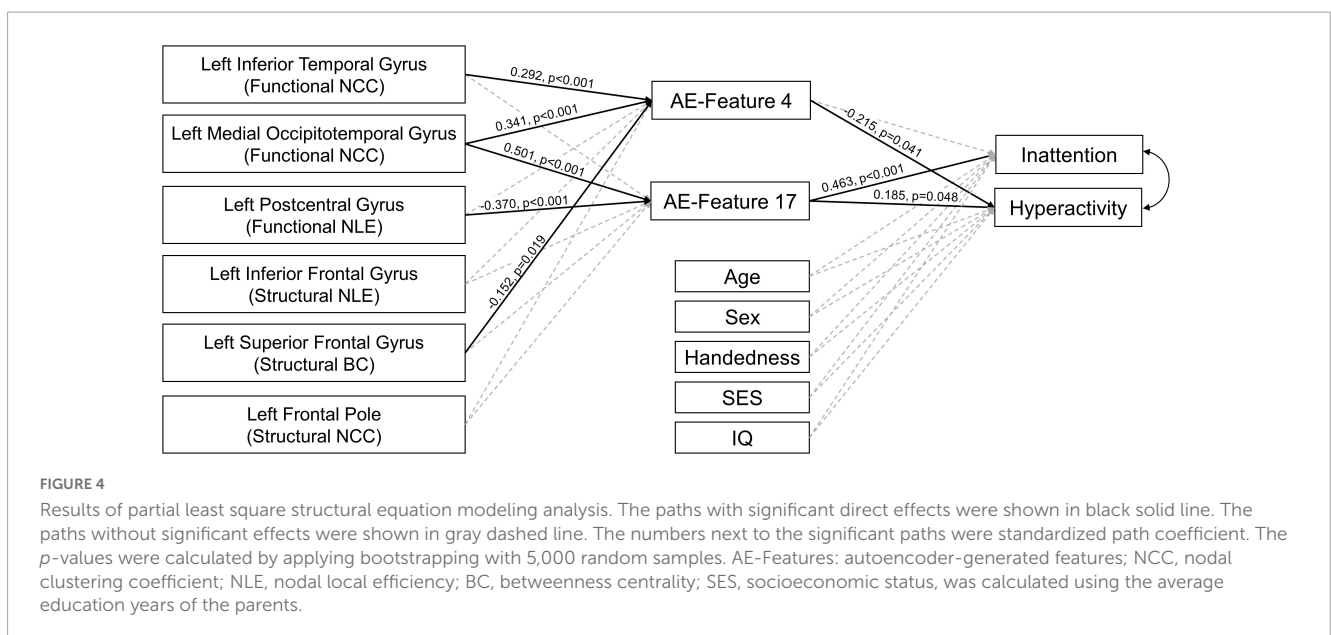 Left Inferior Temporal Gyrus
(Functional NCC)
Left Medial Occipitotemporal Gyrus
(Functional NCC)
Left Postcentral Gyrus
(Functional NLE)
Left Inferior Frontal Gyrus
(Structural NLE)
Left Superior Frontal Gyrus
(Structural BC)
Left Frontal Pole
(Structural NCC)
0.292, p<0.001
0.341, p<0.001
0.501, p<0.001
-0.370, p<0.001
-0.152, p=0.019
AE-Feature 4
AE-Feature 17
Age
Sex
Handedness
SES
IQ
-0.215, p=0.041
0.463, p<0.001
0.185, p=0.048
Inattention
Hyperactivity
FIGURE 4
Results of partial least square structural equation modeling analysis. The paths with significant direct effects were shown in black solid line. The
paths without significant effects were shown in gray dashed line. The numbers next to the significant paths were standardized path coefficient. The
p-values were calculated by applying bootstrapping with 5,000 random samples. AE-Features: autoencoder-generated features; NCC, nodal
clustering coefficient; NLE, nodal local efficiency; BC, betweenness centrality; SES, socioeconomic status, was calculated using the average
education years of the parents.